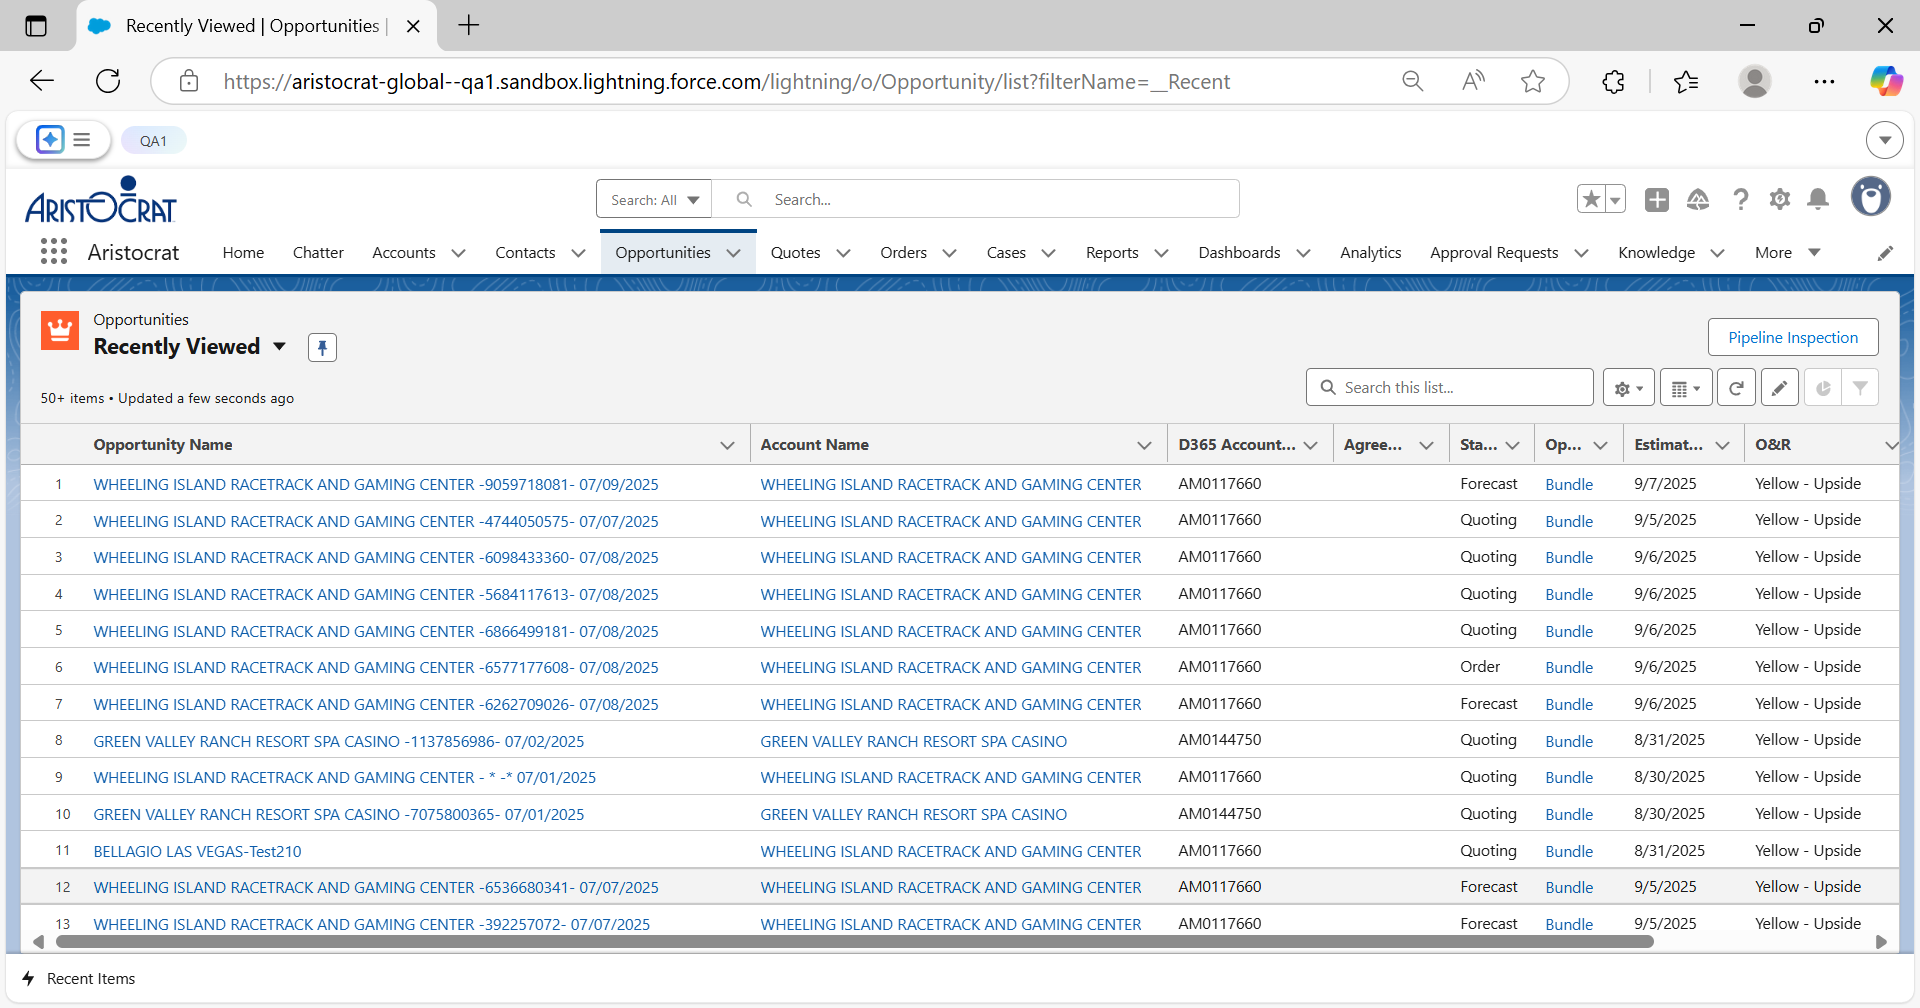 Recently Viewed | Opportunities |
https://aristocrat-global--qa1.sandbox.lightning.force.com/lightning/o/Opportunity/list?filterName=__Recent
QA1
ARISTOCRAT
Search: All Search...
Aristocrat Home Chatter Accounts Contacts Opportunities Quotes Orders Cases Reports Dashboards Analytics Approval Requests Knowledge More
Opportunities
Recently Viewed
Pipeline Inspection
50+ items • Updated a few seconds ago
Search this list...
Opportunity Name Account Name D365 Account... Agree... Sta... Op... Estimat... O&R
1 WHEELING ISLAND RACETRACK AND GAMING CENTER -9059718081- 07/09/2025 WHEELING ISLAND RACETRACK AND GAMING CENTER AM0117660 Forecast Bundle 9/7/2025 Yellow - Upside
2 WHEELING ISLAND RACETRACK AND GAMING CENTER -4744050575- 07/07/2025 WHEELING ISLAND RACETRACK AND GAMING CENTER AM0117660 Quoting Bundle 9/5/2025 Yellow - Upside
3 WHEELING ISLAND RACETRACK AND GAMING CENTER -6098433360- 07/08/2025 WHEELING ISLAND RACETRACK AND GAMING CENTER AM0117660 Quoting Bundle 9/6/2025 Yellow - Upside
4 WHEELING ISLAND RACETRACK AND GAMING CENTER -5684117613- 07/08/2025 WHEELING ISLAND RACETRACK AND GAMING CENTER AM0117660 Quoting Bundle 9/6/2025 Yellow - Upside
5 WHEELING ISLAND RACETRACK AND GAMING CENTER -6866499181- 07/08/2025 WHEELING ISLAND RACETRACK AND GAMING CENTER AM0117660 Quoting Bundle 9/6/2025 Yellow - Upside
6 WHEELING ISLAND RACETRACK AND GAMING CENTER -6577177608- 07/08/2025 WHEELING ISLAND RACETRACK AND GAMING CENTER AM0117660 Order Bundle 9/6/2025 Yellow - Upside
7 WHEELING ISLAND RACETRACK AND GAMING CENTER -6262709026- 07/08/2025 WHEELING ISLAND RACETRACK AND GAMING CENTER AM0117660 Forecast Bundle 9/6/2025 Yellow - Upside
8 GREEN VALLEY RANCH RESORT SPA CASINO -1137856986- 07/02/2025 GREEN VALLEY RANCH RESORT SPA CASINO AM0144750 Quoting Bundle 8/31/2025 Yellow - Upside
9 WHEELING ISLAND RACETRACK AND GAMING CENTER - * -* 07/01/2025 WHEELING ISLAND RACETRACK AND GAMING CENTER AM0117660 Quoting Bundle 8/30/2025 Yellow - Upside
10 GREEN VALLEY RANCH RESORT SPA CASINO -7075800365- 07/01/2025 GREEN VALLEY RANCH RESORT SPA CASINO AM0144750 Quoting Bundle 8/30/2025 Yellow - Upside
11 BELLAGIO LAS VEGAS-Test210 WHEELING ISLAND RACETRACK AND GAMING CENTER AM0117660 Quoting Bundle 8/31/2025 Yellow - Upside
12 WHEELING ISLAND RACETRACK AND GAMING CENTER -6536680341- 07/07/2025 WHEELING ISLAND RACETRACK AND GAMING CENTER AM0117660 Forecast Bundle 9/5/2025 Yellow - Upside
13 WHEELING ISLAND RACETRACK AND GAMING CENTER -392257072- 07/07/2025 WHEELING ISLAND RACETRACK AND GAMING CENTER AM0117660 Forecast Bundle 9/5/2025 Yellow - Upside
Recent Items